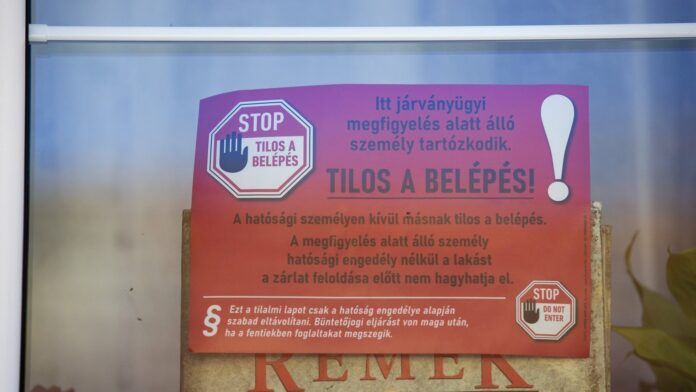 STOP
TILOS A
BELÉPÉS
Itt járványügyi
megfigyelés alatt álló
személy tartózkodik.
TILOS A BELÉPÉS!
A hatósági személyen kívül másnak tilos a belépés.
A megfigyelés alatt álló személy
hatósági engedély nélkül a lakást
a zárlat feloldása előtt nem hagyhatja el.
§
Ezt a tilalmi lapot csak a hatóság engedélye alapján
szabad eltávolítani. Büntetőjogi eljárást von maga után,
ha a fentiekben foglaltakat megszegik.
STOP
DO NOT
ENTER
REMEK